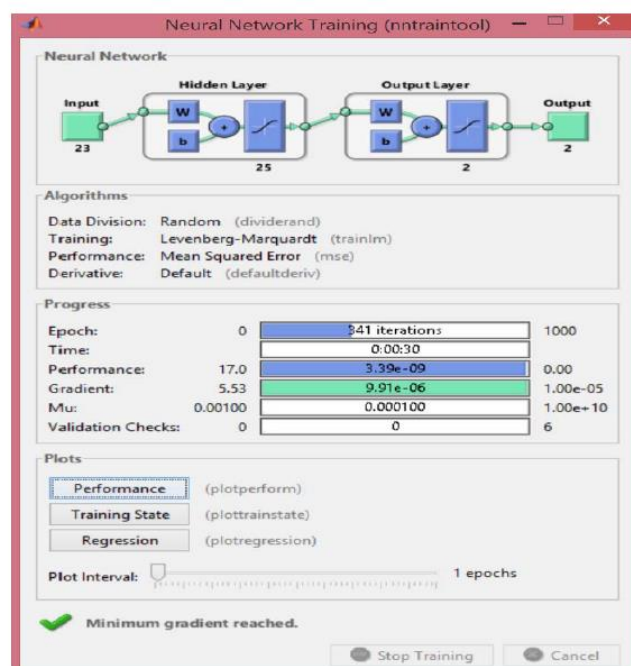 Neural Network Training (nntraintool)
Neural Network
Hidden Layer
Output Layer
Input
W
b
+
W
b
+
Output
23
25
2
2
Algorithms
Data Division: Random (dividerand)
Training: Levenberg-Marquardt (trainlm)
Performance: Mean Squared Error (mse)
Derivative: Default (defaultderiv)
Progress
Epoch: 0 341 iterations 1000
Time: 0:00:30
Performance: 17.0 3.39e-09 0.00
Gradient: 5.53 9.91e-06 1.00e-05
Mu: 0.00100 0.000100 1.00e+10
Validation Checks: 0 0 6
Plots
Performance (plotperform)
Training State (plottrainstate)
Regression (plotregression)
Plot Interval: 1 epochs
Minimum gradient reached.
Stop Training Cancel